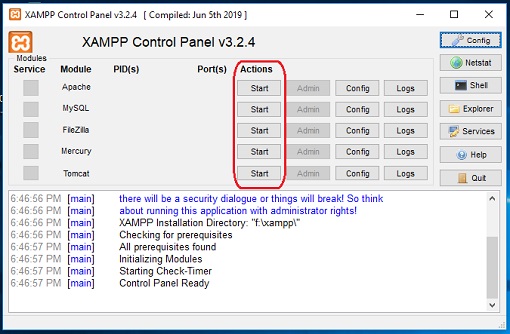 XAMPP Control Panel v3.2.4 [ Compiled: Jun 5th 2019 ]
XAMPP Control Panel v3.2.4
Config
Modules
Service Module PID(s) Port(s) Actions
Netstat
Apache Start Admin Config Logs
Shell
MySQL Start Admin Config Logs
Explorer
FileZilla Start Admin Config Logs
Services
Mercury Start Admin Config Logs
Help
Tomcat Start Admin Config Logs
Quit
6:46:56 PM [main] there will be a security dialogue or things will break! So think
6:46:56 PM [main] about running this application with administrator rights!
6:46:56 PM [main] XAMPP Installation Directory: "f:\xampp\"
6:46:56 PM [main] Checking for prerequisites
6:46:57 PM [main] All prerequisites found
6:46:57 PM [main] Initializing Modules
6:46:57 PM [main] Starting Check-Timer
6:46:57 PM [main] Control Panel Ready